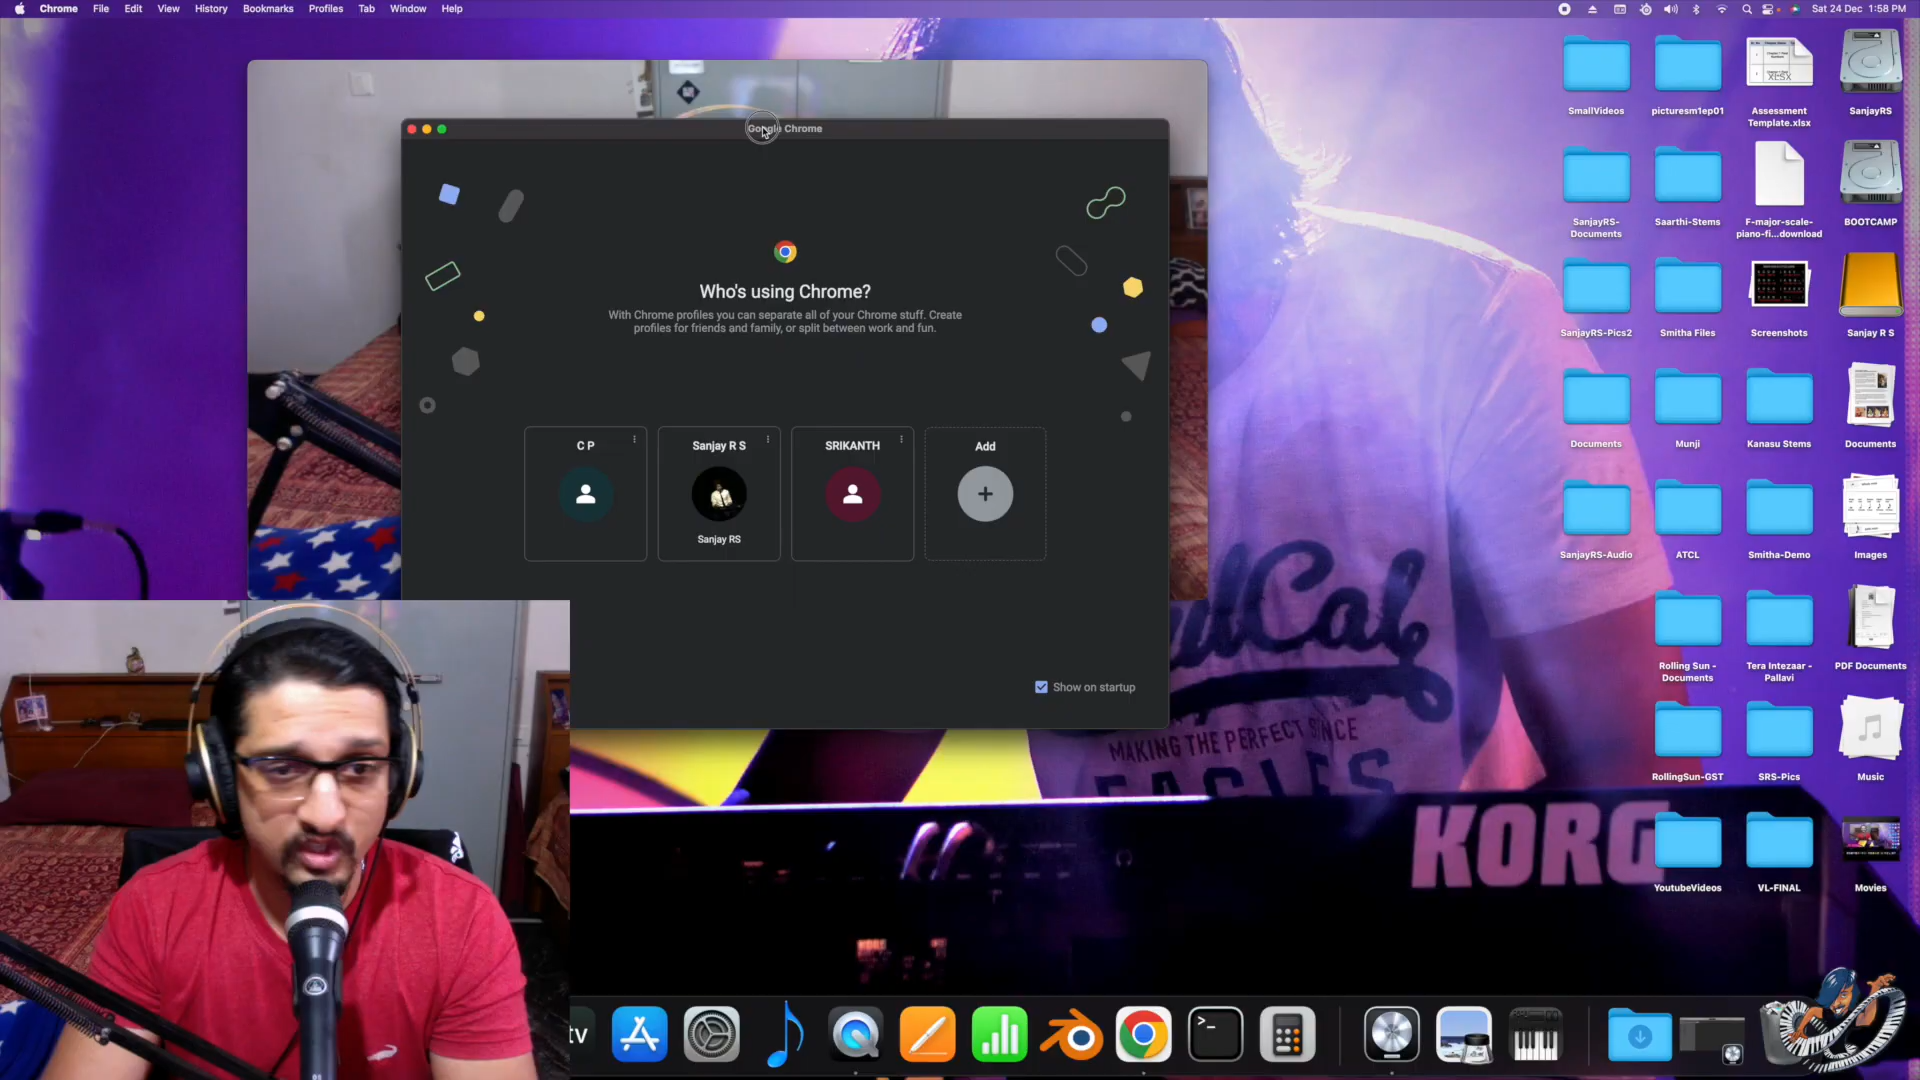 Chrome File Edit View History Bookmarks Profiles Tab Window Help
Sat 24 Dec 1:58 PM
Google Chrome
Who's using Chrome?
With Chrome profiles you can separate all of your Chrome stuff. Create
profiles for friends and family, or split between work and fun.
C P
Sanjay R S
Sanjay RS
SRIKANTH
Add
Show on startup
SmallVideos
picturesm1ep01
Assessment
Template.xlsx
SanjayRS
XLSX
SanjayRS-
Documents
Saarthi-Stems
F-major-scale-
piano-fi...download
BOOTCAMP
SanjayRS-Pics2
Smitha Files
Screenshots
Sanjay R S
Documents
Munji
Kanasu Stems
Documents
SanjayRS-Audio
ATCL
Smitha-Demo
Images
Rolling Sun -
Documents
Tera Intezaar -
Pallavi
PDF Documents
RollingSun-GST
SRS-Pics
Music
YoutubeVideos
VL-FINAL
Movies
MAKING THE PERFECT SINCE
EAGLES
KORG
tv